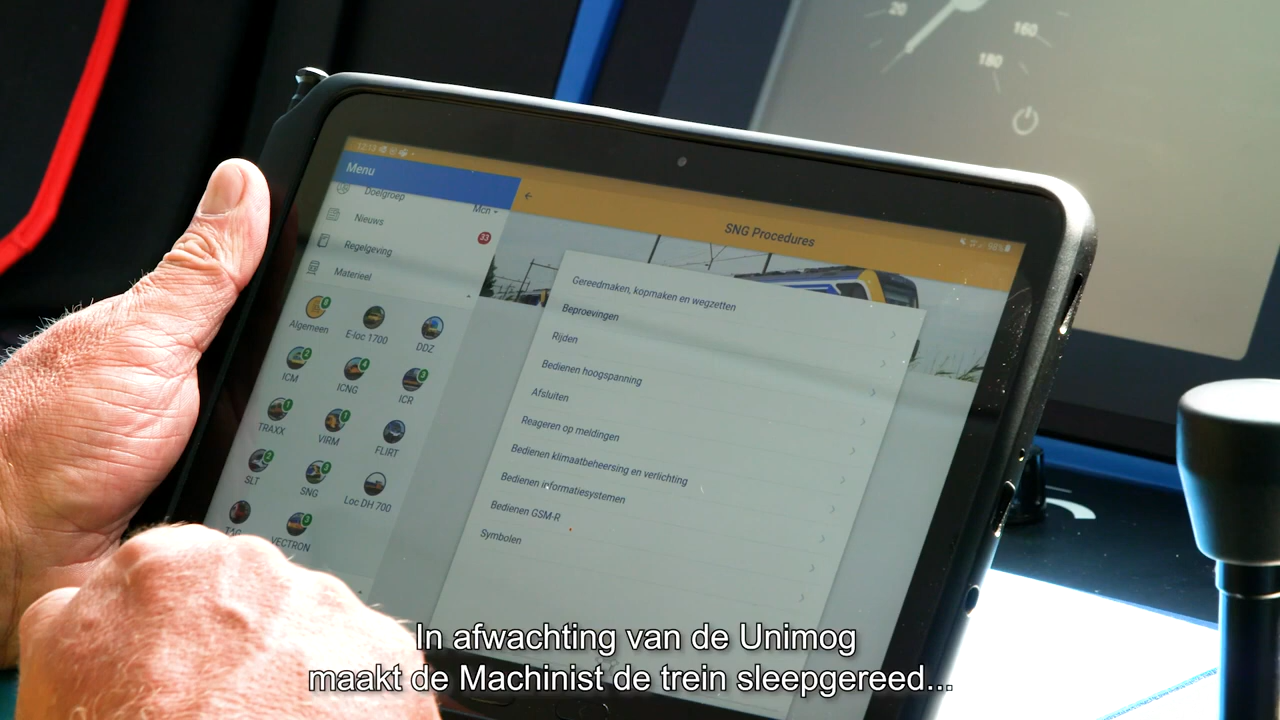 20
160
180
12:13
98%
Menu
Doelgroep
Mcn
Nieuws
33
Regelgeving
Materieel
Algemeen
E-loc 1700
DDZ
ICM
ICNG
ICR
TRAXX
VIRM
FLIRT
SLT
SNG
Loc DH 700
VECTRON
SNG Procedures
Gereedmaken, kopmaken en wegzetten
Beproevingen
Rijden
Bedienen hoogspanning
Afsluiten
Reageren op meldingen
Bedienen klimaatbeheersing en verlichting
Bedienen informatiesystemen
Bedienen GSM-R
Symbolen
In afwachting van de Unimog
maakt de Machinist de trein sleepgereed...